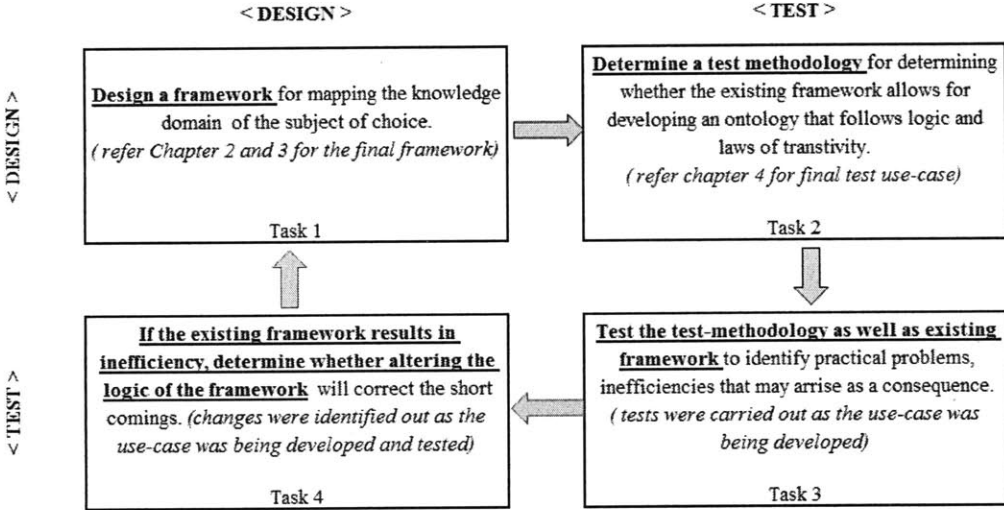 < DESIGN >
< TEST >
< DESIGN >
Design a framework for mapping the knowledge
domain of the subject of choice.
( refer Chapter 2 and 3 for the final framework)
Task 1
Determine a test methodology for determining
whether the existing framework allows for
developing an ontology that follows logic and
laws of transtivity.
( refer chapter 4 for final test use-case)
Task 2
< TEST >
If the existing framework results in
inefficiency, determine whether altering the
logic of the framework will correct the short
comings. (changes were identified out as the
use-case was being developed and tested)
Task 4
Test the test-methodology as well as existing
framework to identify practical problems,
inefficiencies that may arrise as a consequence.
( tests were carried out as the use-case was
being developed)
Task 3